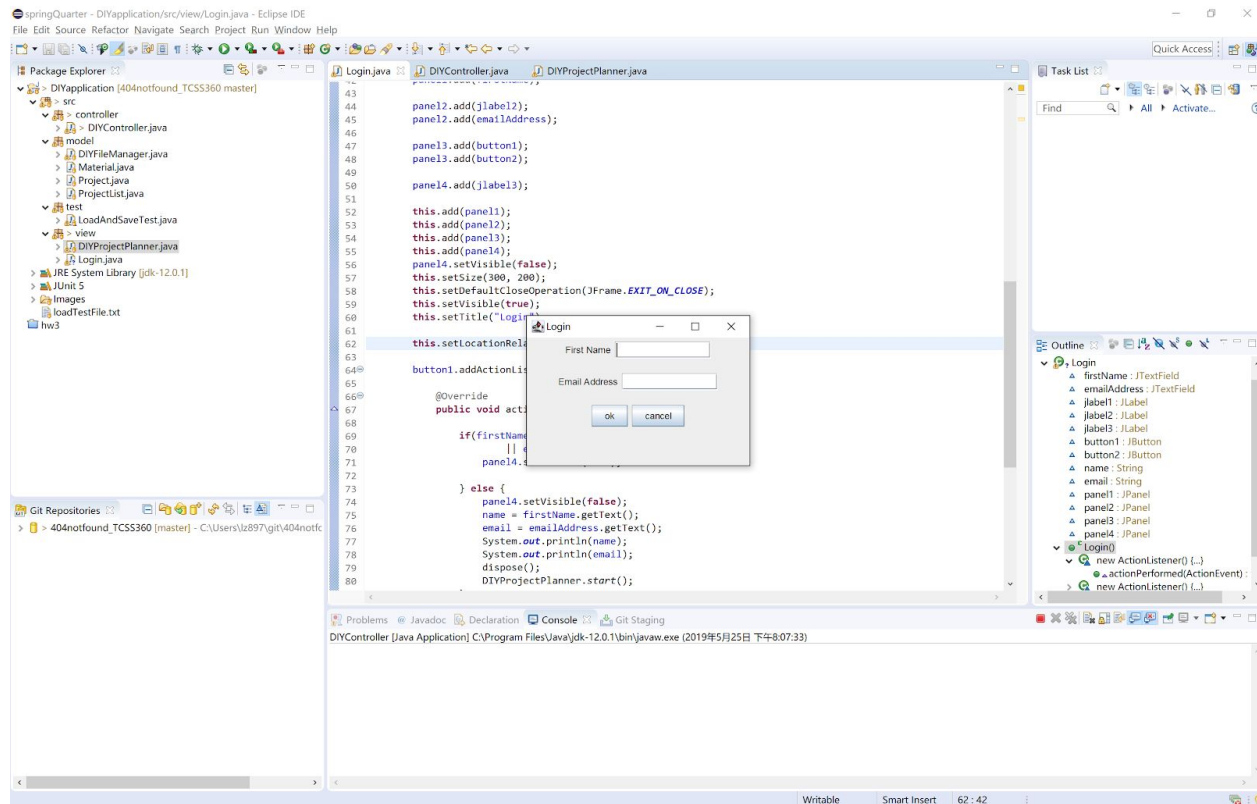 springQuarter - DIYapplication/src/view/Login.java - Eclipse IDE
File Edit Source Refactor Navigate Search Project Run Window Help
Quick Access
Package Explorer
> DIYapplication [404notfound_TCSS360 master]
> src
> controller
> DIYController.java
model
DIYFileManager.java
Material.java
Project.java
ProjectList.java
test
LoadAndSaveTest.java
> view
DIYProjectPlanner.java
Login.java
JRE System Library [jdk-12.0.1]
JUnit 5
Images
loadTestFile.txt
hw3
Git Repositories
> 404notfound_TCSS360 [master] - C:\Users\lz897\git\404notfc
Login.java DIYController.java DIYProjectPlanner.java
43
44 panel2.add(jlabel2);
45 panel2.add(emailAddress);
46
47 panel3.add(button1);
48 panel3.add(button2);
49
50 panel4.add(jlabel3);
51
52 this.add(panel1);
53 this.add(panel2);
54 this.add(panel3);
55 this.add(panel4);
56 panel4.setVisible(false);
57 this.setSize(300, 200);
58 this.setDefaultCloseOperation(JFrame.EXIT_ON_CLOSE);
59 this.setVisible(true);
60 this.setTitle("Login")
61
62 this.setLocationRela
63
64 button1.addActionLis
65
66 @Override
67 public void acti
68
69 if(firstName
70 || e
71 panel4.s
72
73 } else {
74 panel4.setVisible(false);
75 name = firstName.getText();
76 email = emailAddress.getText();
77 System.out.println(name);
78 System.out.println(email);
79 dispose();
80 DIYProjectPlanner.start();
Login
First Name
Email Address
ok cancel
Problems Javadoc Declaration Console Git Staging
DIYController [Java Application] C:\Program Files\Java\jdk-12.0.1\bin\javaw.exe (2019年5月25日 下午8:07:33)
Task List
Find All Activate...
Outline
Login
firstName : JTextField
emailAddress : JTextField
jlabel1 : JLabel
jlabel2 : JLabel
jlabel3 : JLabel
button1 : JButton
button2 : JButton
name : String
email : String
panel1 : JPanel
panel2 : JPanel
panel3 : JPanel
panel4 : JPanel
Login()
new ActionListener() {...}
actionPerformed(ActionEvent) :
new ActionListener() {...}
Writable Smart Insert 62 : 42